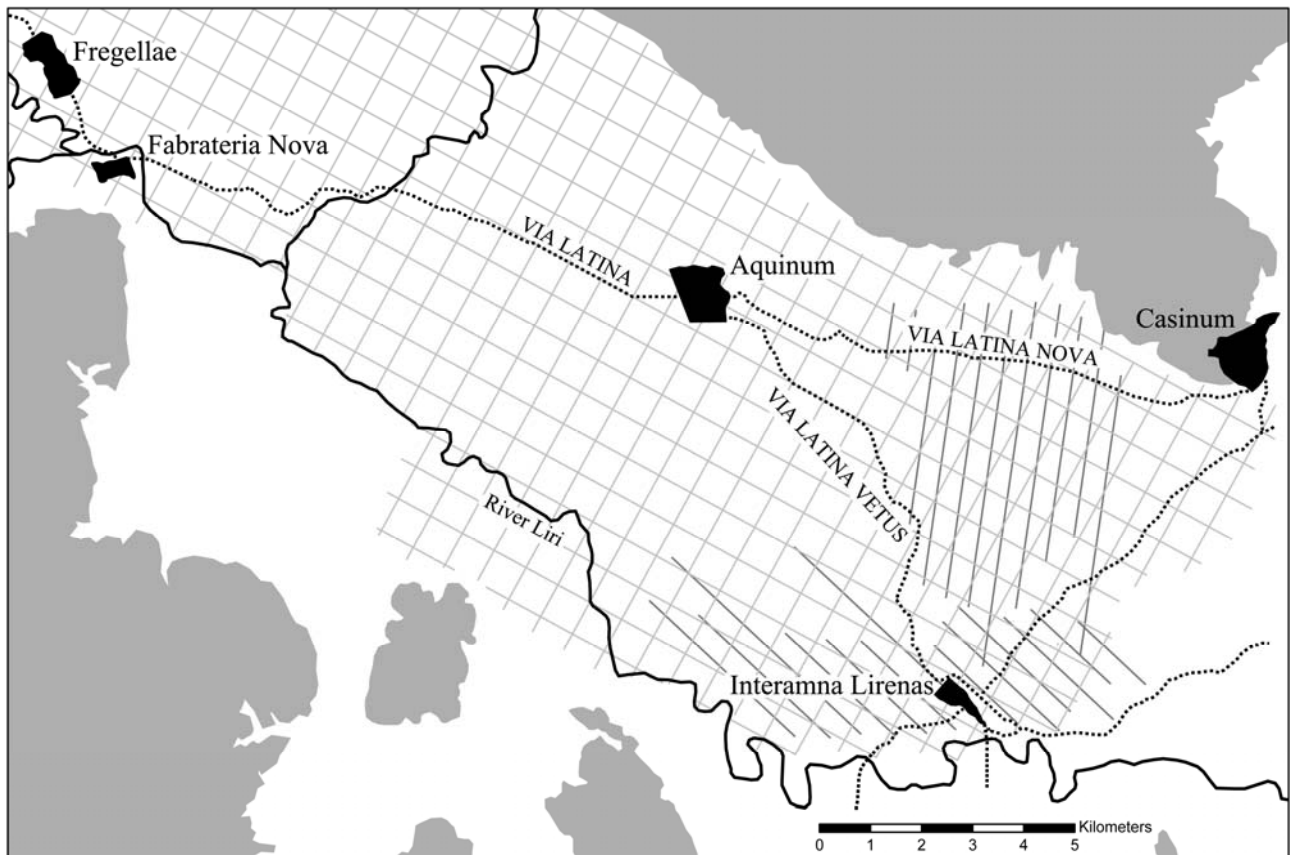 Fregellae
Fabrateria Nova
VIA LATINA
Aquinum
Casinum
VIA LATINA NOVA
VIA LATINA VETUS
River Liri
Interamna Lirenas
Kilometers
0 1 2 3 4 5